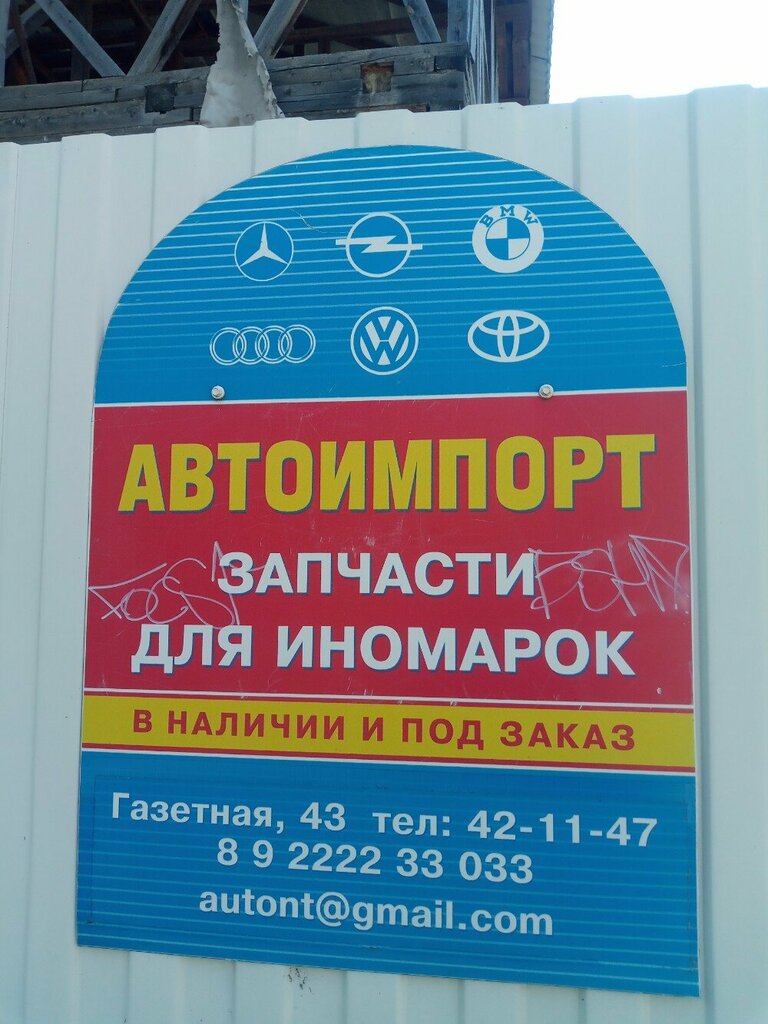 BMW
АВТОИМПОРТ
ЗАПЧАСТИ
ДЛЯ ИНОМАРОК
В НАЛИЧИИ И ПОД ЗАКАЗ
Газетная, 43 тел: 42-11-47
8 9 2222 33 033
autont@gmail.com